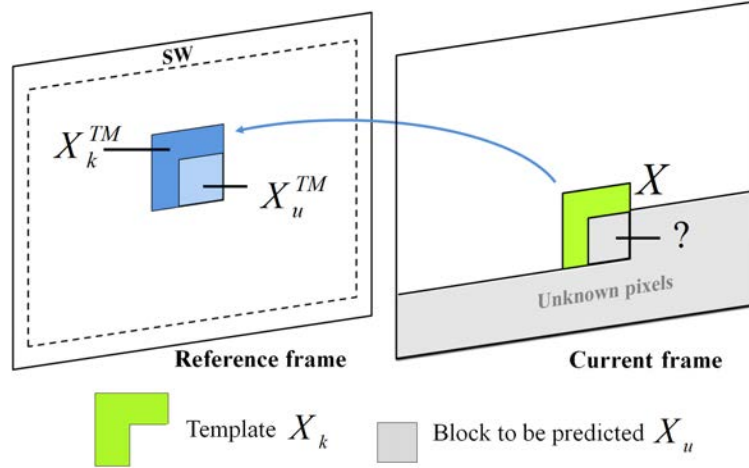 SW
X_k^{TM}
X_u^{TM}
X
?
Unknown pixels
Reference frame
Current frame
Template X_k
Block to be predicted X_u